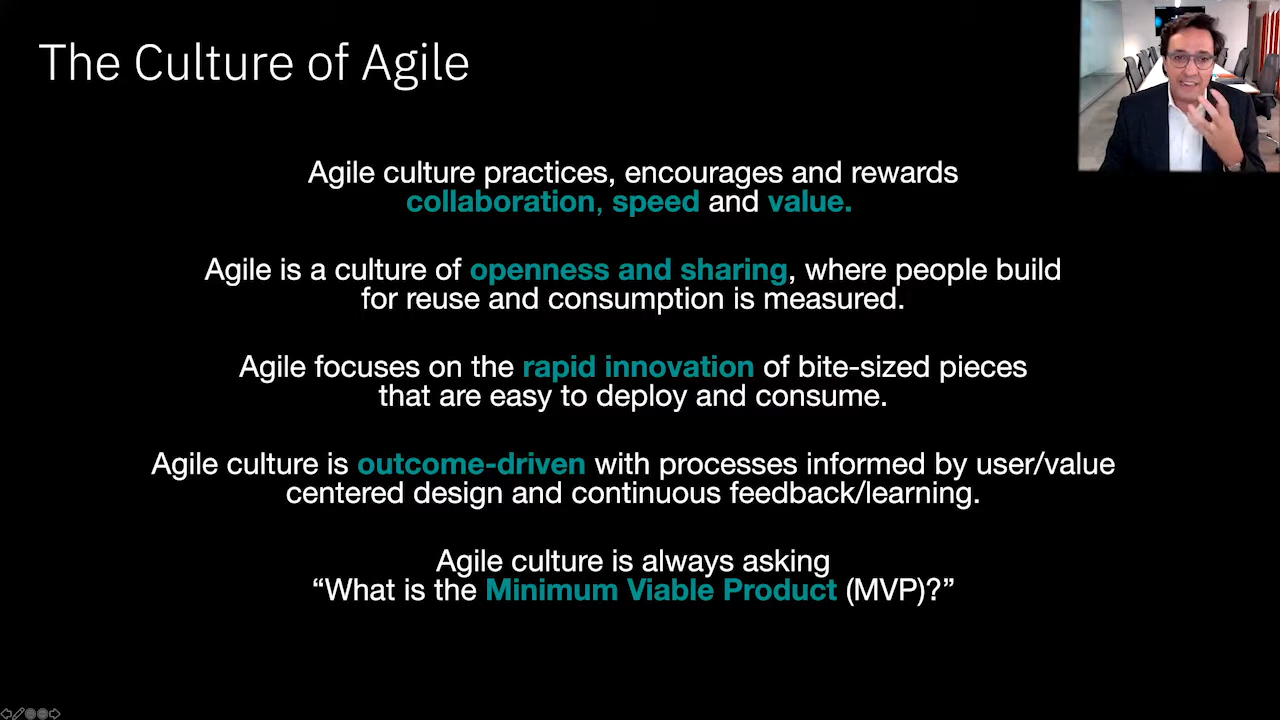 The Culture of Agile
Agile culture practices, encourages and rewards
collaboration, speed and value.
Agile is a culture of openness and sharing, where people build
for reuse and consumption is measured.
Agile focuses on the rapid innovation of bite-sized pieces
that are easy to deploy and consume.
Agile culture is outcome-driven with processes informed by user/value
centered design and continuous feedback/learning.
Agile culture is always asking
“What is the Minimum Viable Product (MVP)?”